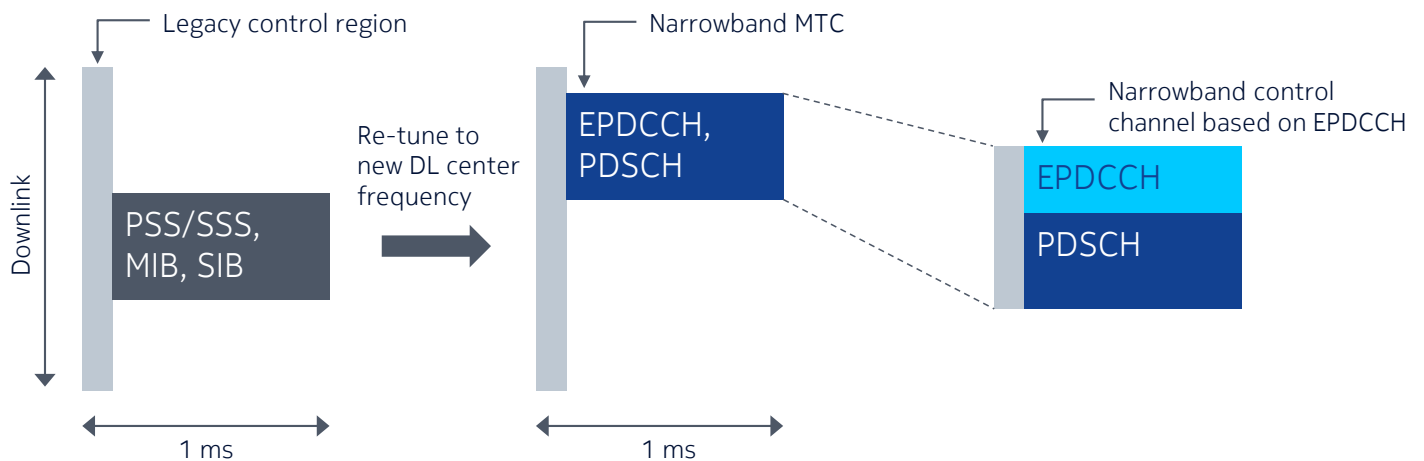 Legacy control region
Narrowband MTC
Narrowband control
channel based on EPDCCH
Downlink
PSS/SSS,
MIB, SIB
Re-tune to
new DL center
frequency
EPDCCH,
PDSCH
EPDCCH
PDSCH
1 ms
1 ms